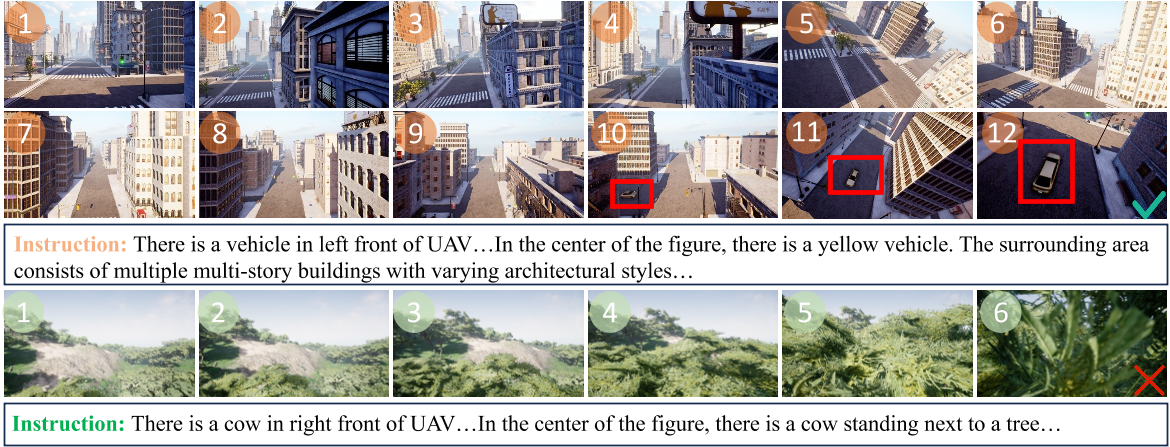 1 2 3 4 5 6
7 8 9 10 11 12
Instruction: There is a vehicle in left front of UAV…In the center of the figure, there is a yellow vehicle. The surrounding area
consists of multiple multi-story buildings with varying architectural styles…
1 2 3 4 5 6
Instruction: There is a cow in right front of UAV…In the center of the figure, there is a cow standing next to a tree…